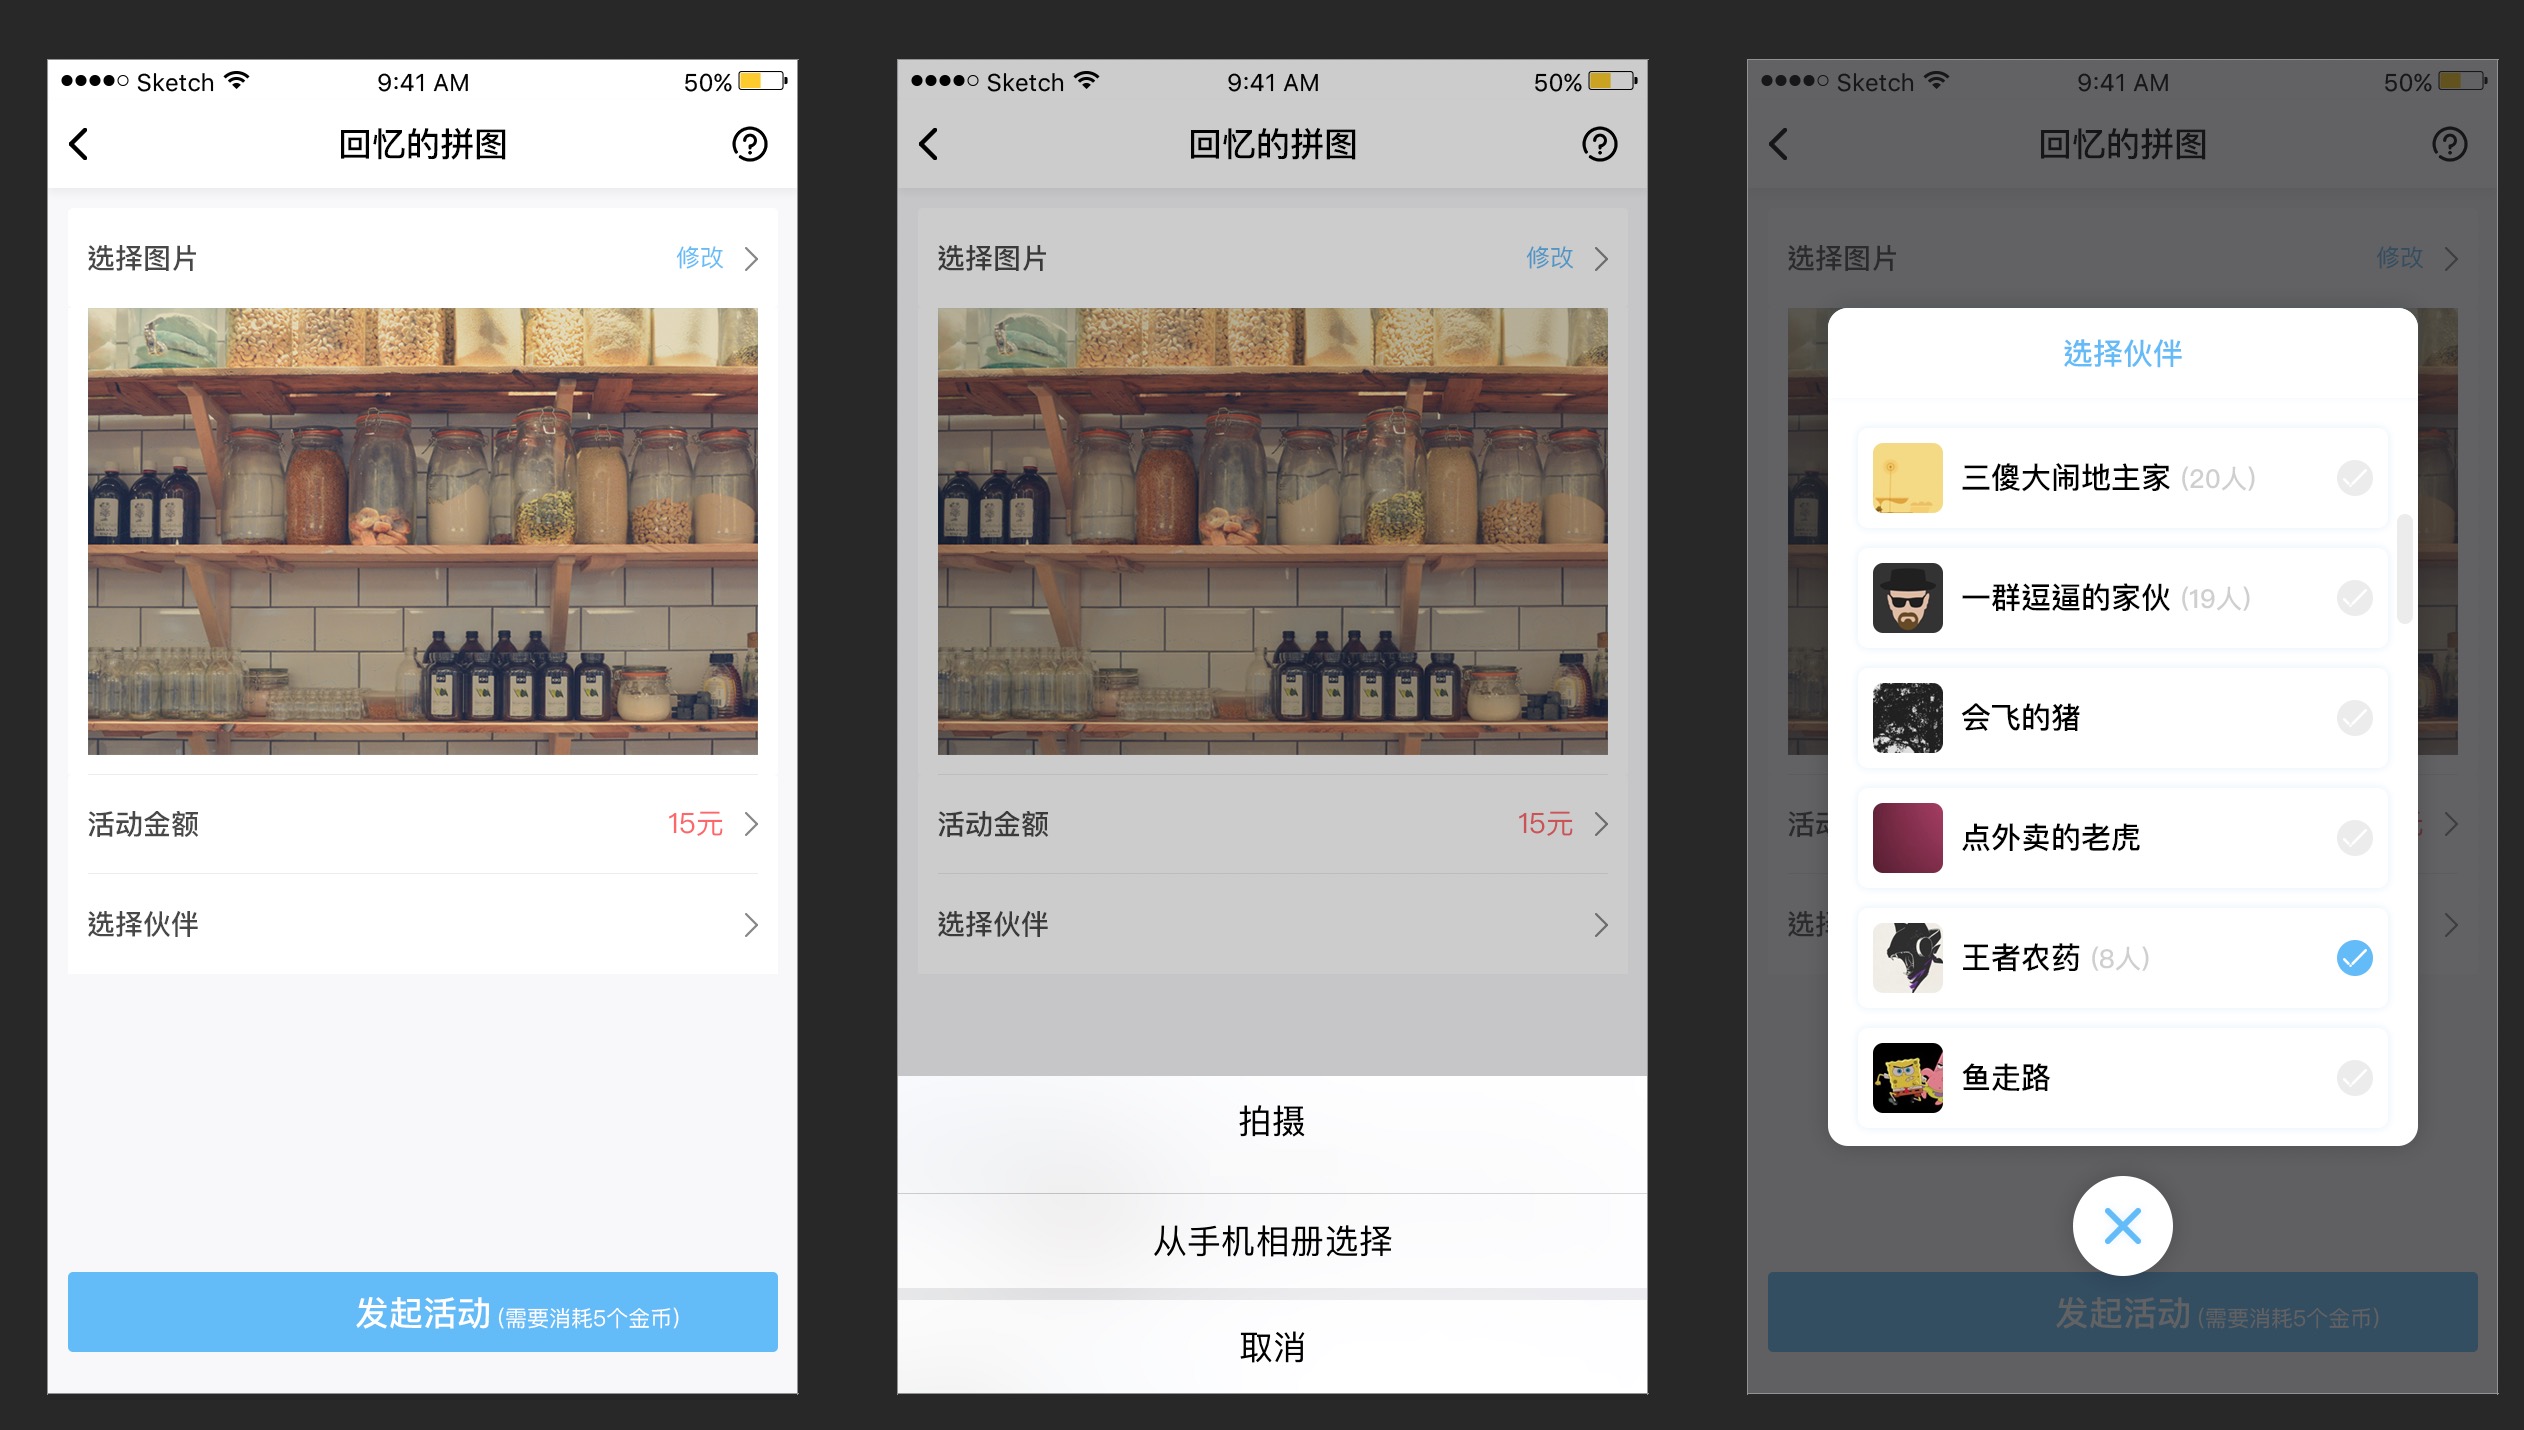 Sketch 9:41 AM 50%
回忆的拼图
选择图片 修改
活动金额 15元
选择伙伴
发起活动 (需要消耗5个金币)
Sketch 9:41 AM 50%
回忆的拼图
选择图片 修改
活动金额 15元
选择伙伴
拍摄
从手机相册选择
取消
Sketch 9:41 AM 50%
回忆的拼图
选择图片 修改
选择伙伴
三傻大闹地主家 (20人)
一群逗逼的家伙 (19人)
会飞的猪
点外卖的老虎
活
王者农药 (8人)
选
鱼走路
发起活动 (需要消耗5个金币)